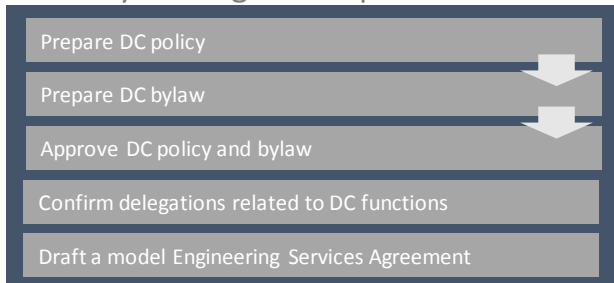 Prepare DC policy
Prepare DC bylaw
Approve DC policy and bylaw
Confirm delegations related to DC functions
Draft a model Engineering Services Agreement